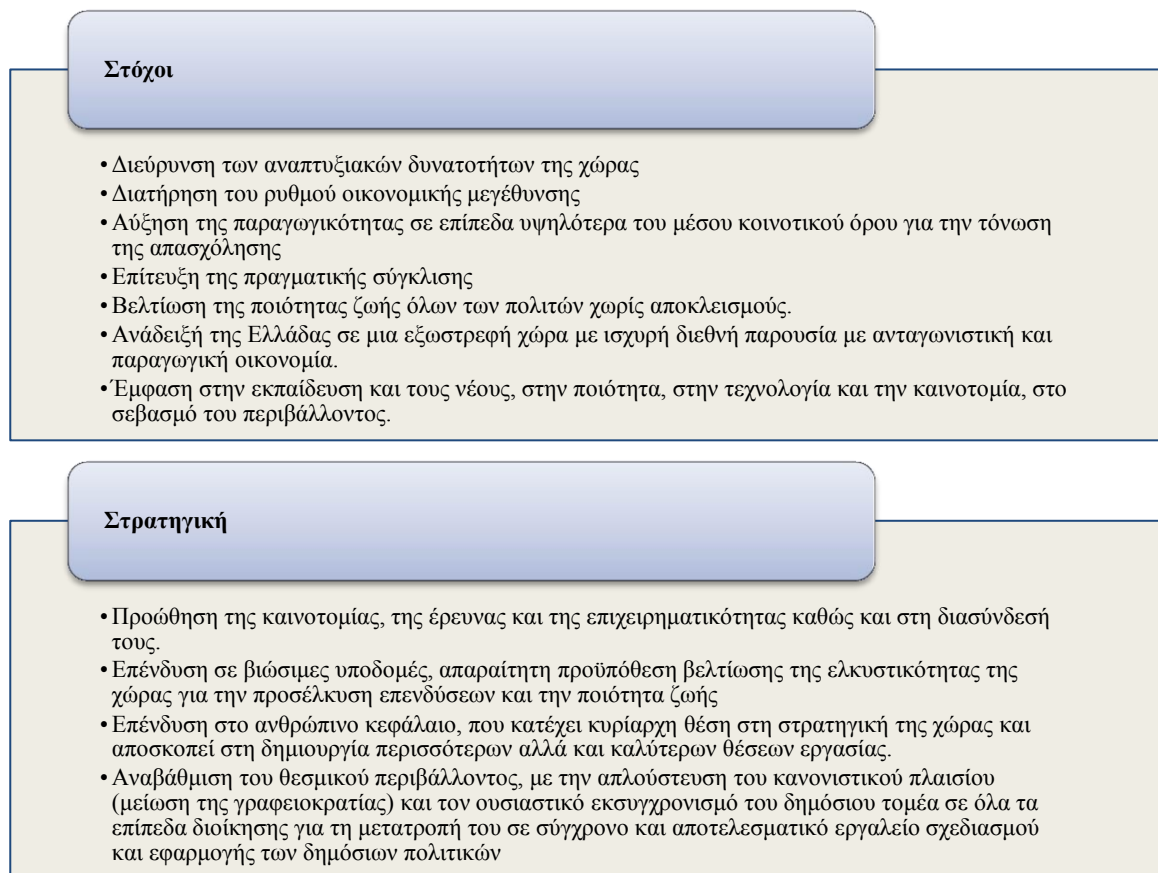 Στόχοι
•Διεύρυνση των αναπτυξιακών δυνατοτήτων της χώρας
•Διατήρηση του ρυθμού οικονομικής μεγέθυνσης
•Αύξηση της παραγωγικότητας σε επίπεδα υψηλότερα του μέσου κοινοτικού όρου για την τόνωση
της απασχόλησης
•Επίτευξη της πραγματικής σύγκλισης
•Βελτίωση της ποιότητας ζωής όλων των πολιτών χωρίς αποκλεισμούς.
•Ανάδειξή της Ελλάδας σε μια εξωστρεφή χώρα με ισχυρή διεθνή παρουσία με ανταγωνιστική και
παραγωγική οικονομία.
•Έμφαση στην εκπαίδευση και τους νέους, στην ποιότητα, στην τεχνολογία και την καινοτομία, στο
σεβασμό του περιβάλλοντος.
Στρατηγική
•Προώθηση της καινοτομίας, της έρευνας και της επιχειρηματικότητας καθώς και στη διασύνδεσή
τους.
•Επένδυση σε βιώσιμες υποδομές, απαραίτητη προϋπόθεση βελτίωσης της ελκυστικότητας της
χώρας για την προσέλκυση επενδύσεων και την ποιότητα ζωής
•Επένδυση στο ανθρώπινο κεφάλαιο, που κατέχει κυρίαρχη θέση στη στρατηγική της χώρας και
αποσκοπεί στη δημιουργία περισσότερων αλλά και καλύτερων θέσεων εργασίας.
•Αναβάθμιση του θεσμικού περιβάλλοντος, με την απλούστευση του κανονιστικού πλαισίου
(μείωση της γραφειοκρατίας) και τον ουσιαστικό εκσυγχρονισμό του δημόσιου τομέα σε όλα τα
επίπεδα διοίκησης για τη μετατροπή του σε σύγχρονο και αποτελεσματικό εργαλείο σχεδιασμού
και εφαρμογής των δημόσιων πολιτικών